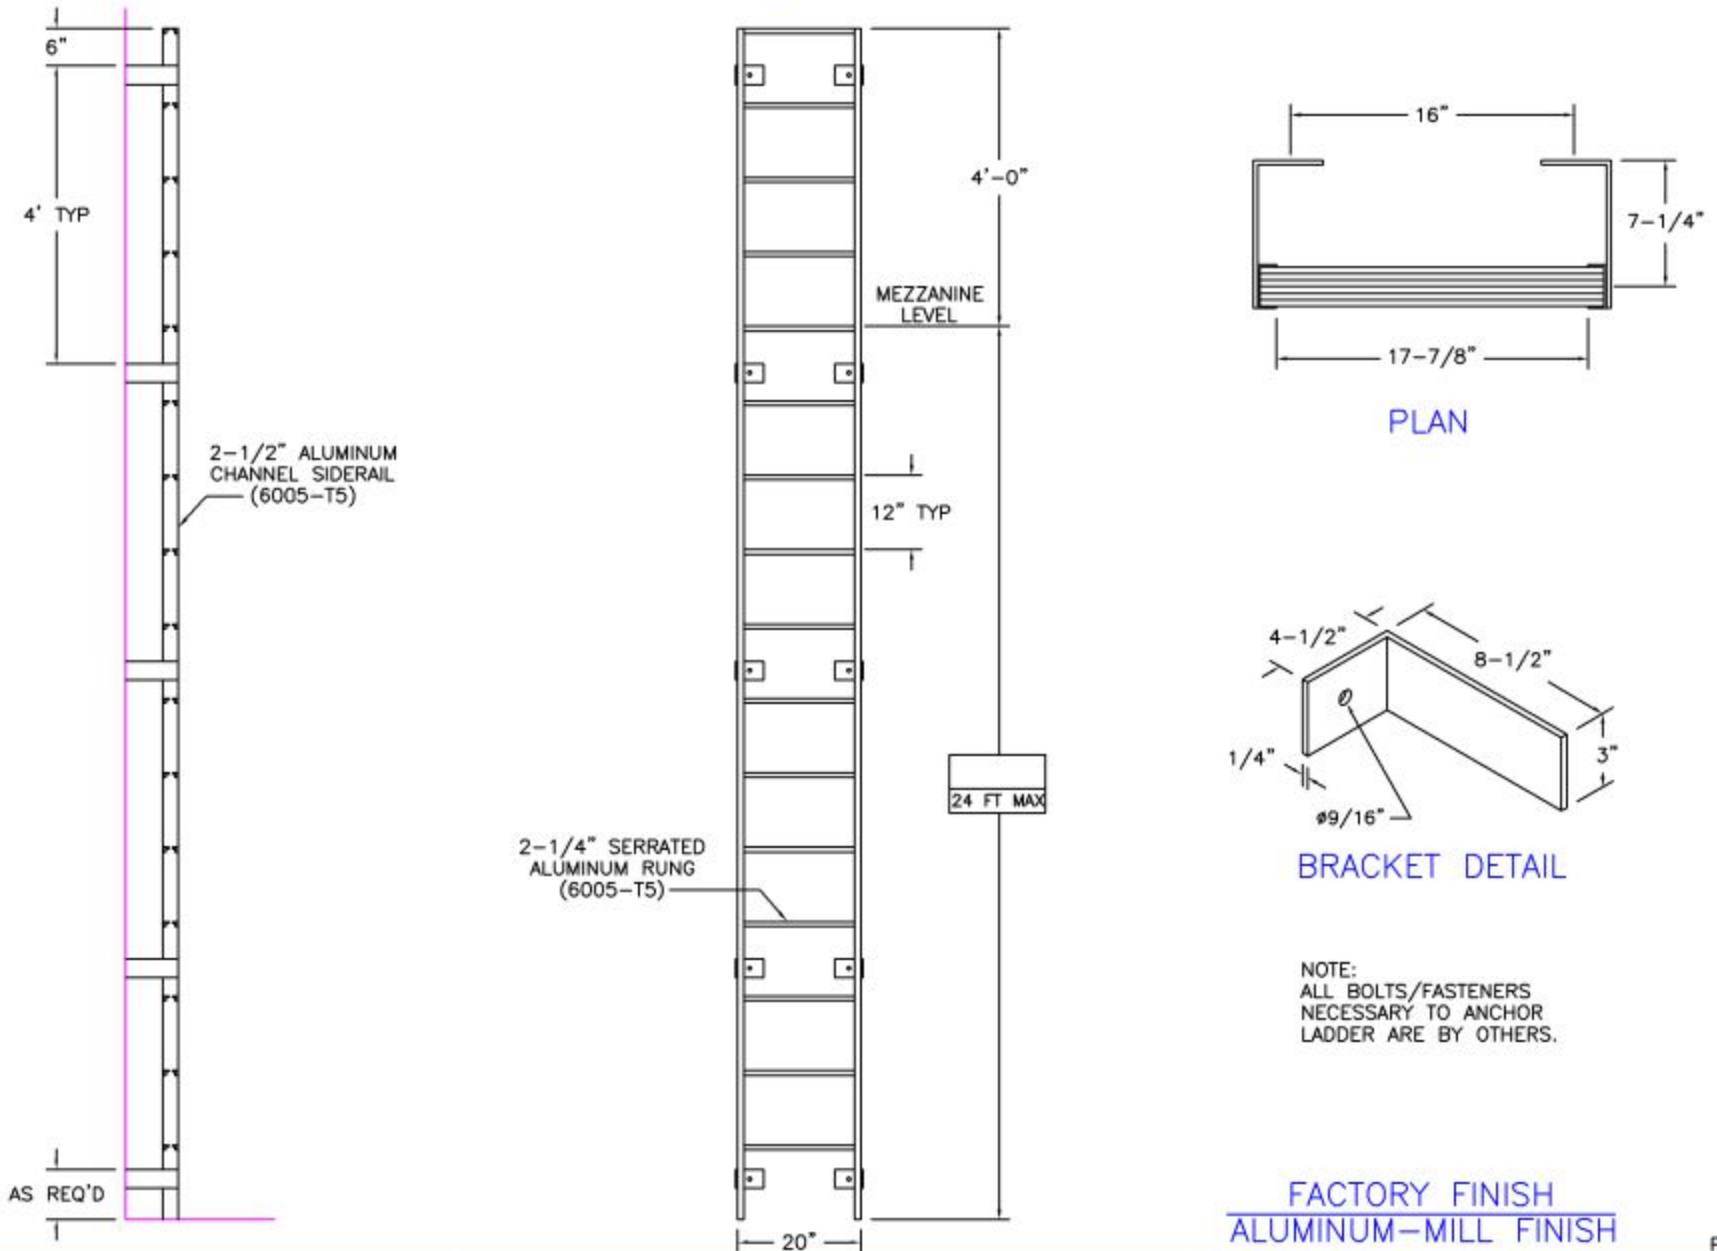 6"
4' TYP
2-1/2" ALUMINUM
CHANNEL SIDERAIL
(6005-T5)
AS REQ'D
4'-0"
MEZZANINE
LEVEL
12" TYP
24 FT MAX
2-1/4" SERRATED
ALUMINUM RUNG
(6005-T5)
20"
16"
7-1/4"
17-7/8"
PLAN
4-1/2"
8-1/2"
1/4"
3"
ø9/16"
BRACKET DETAIL
NOTE:
ALL BOLTS/FASTENERS
NECESSARY TO ANCHOR
LADDER ARE BY OTHERS.
FACTORY FINISH
ALUMINUM-MILL FINISH